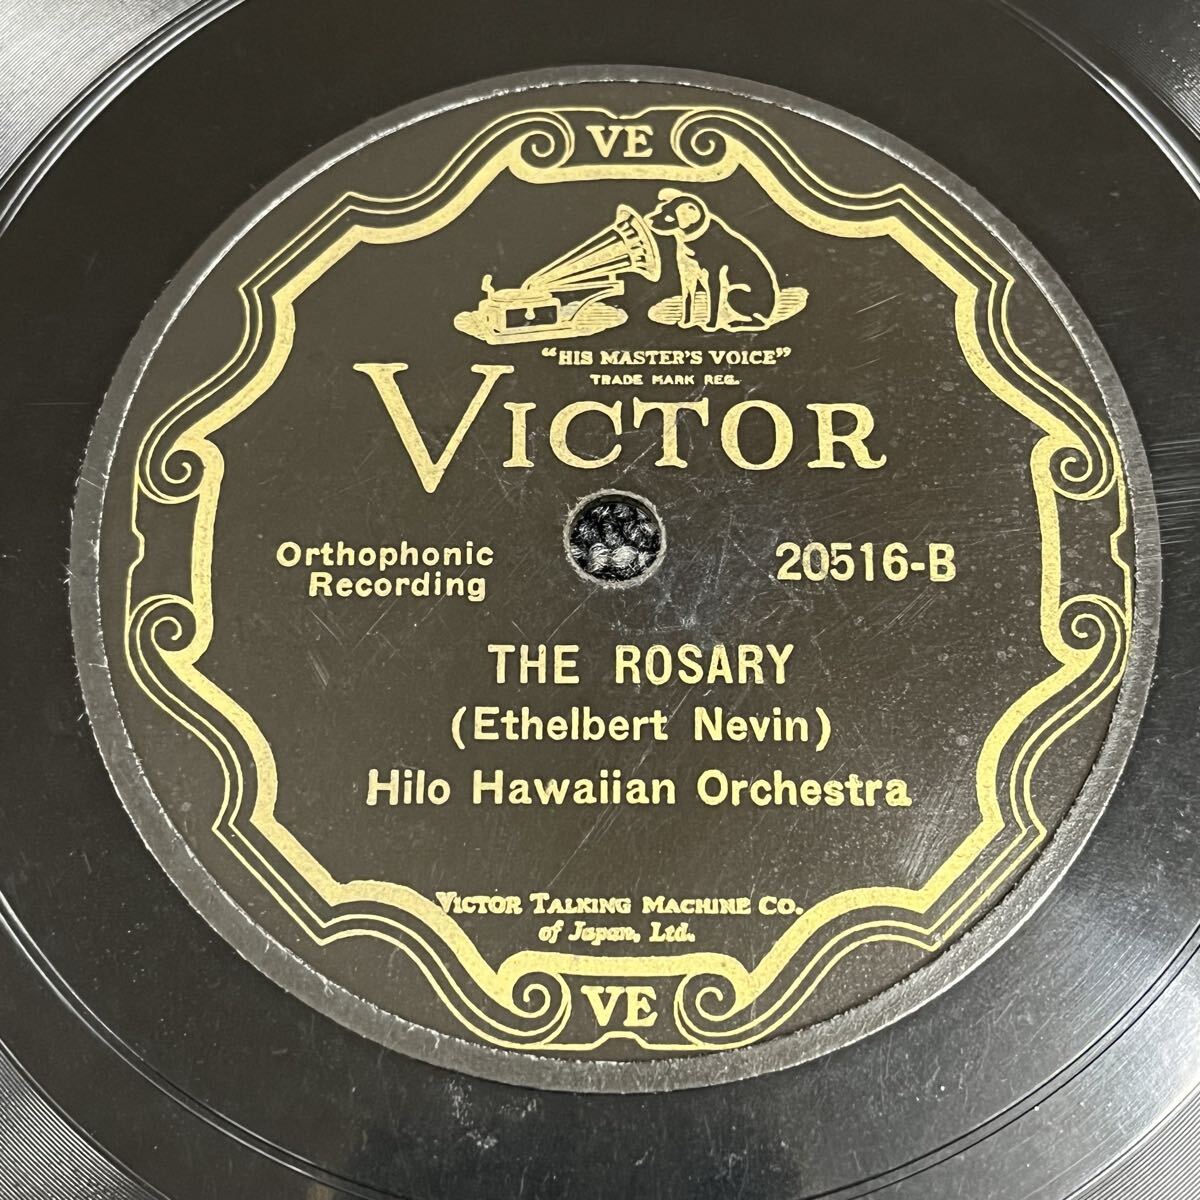 VE
"HIS MASTER'S VOICE"
TRADE MARK REG.
VICTOR
Orthophonic
Recording
20516-B
THE ROSARY
(Ethelbert Nevin)
Hilo Hawaiian Orchestra
VICTOR TALKING MACHINE CO.
of Japan, Ltd.
VE